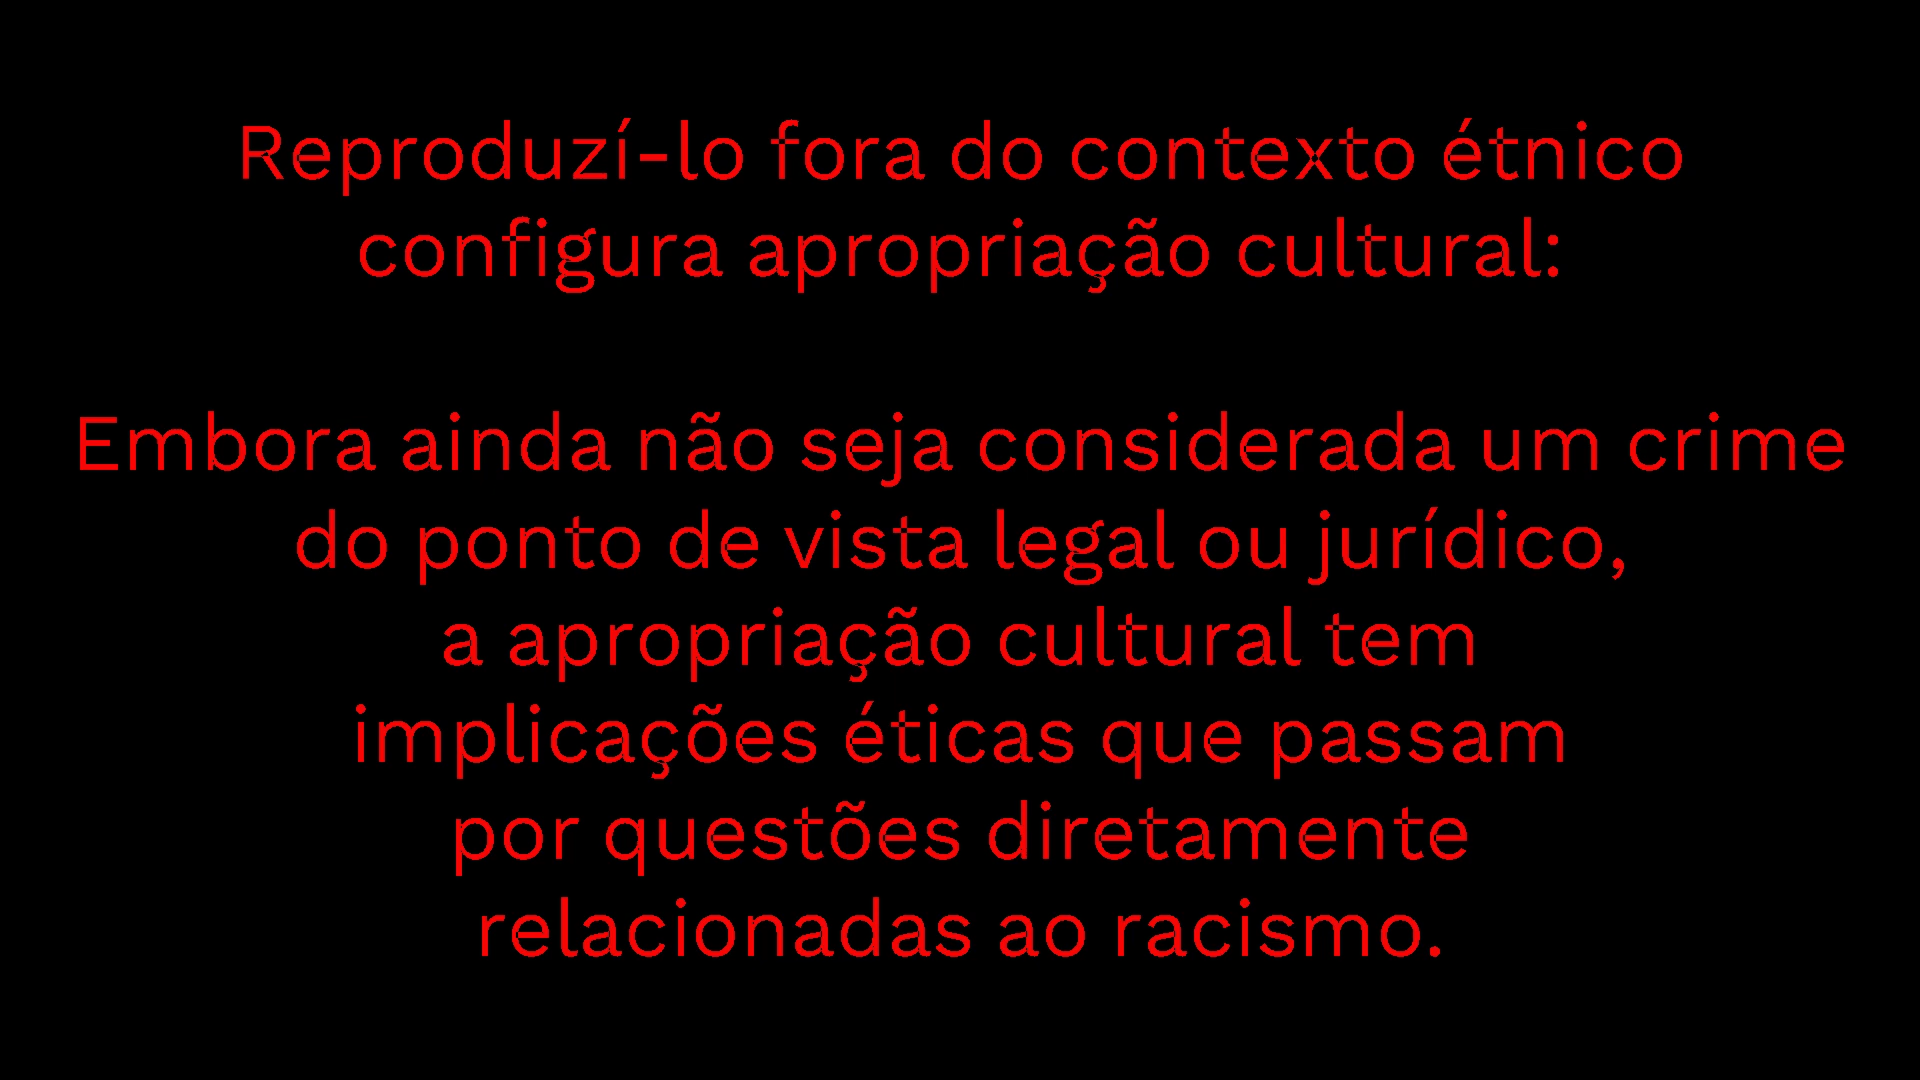 Reproduzí-lo fora do contexto étnico
configura apropriação cultural:
Embora ainda não seja considerada um crime
do ponto de vista legal ou jurídico,
a apropriação cultural tem
implicações éticas que passam
por questões diretamente
relacionadas ao racismo.